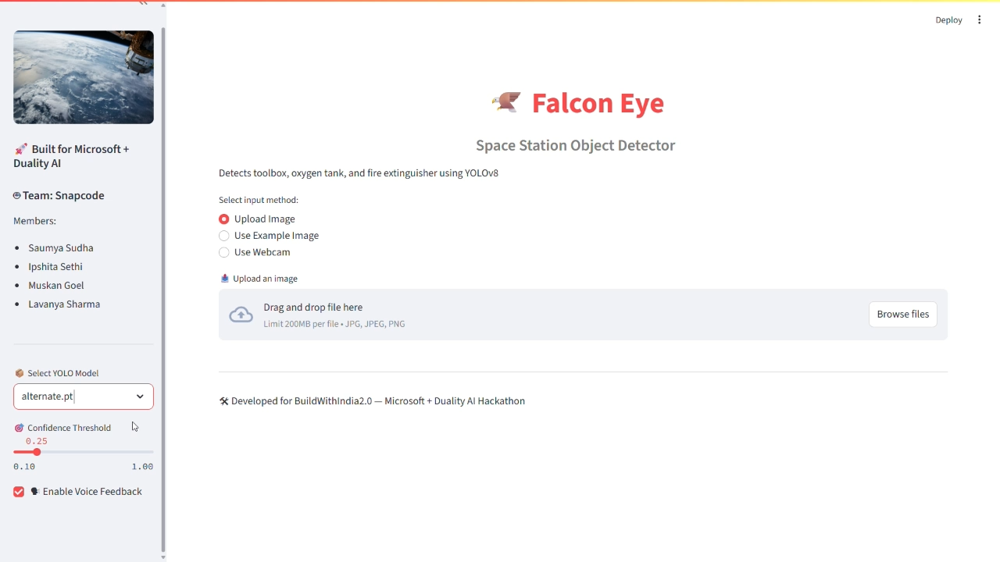 🚀 Built for Microsoft +
Duality AI
🤖 Team: Snapcode
Members:
• Saumya Sudha
• Ipshita Sethi
• Muskan Goel
• Lavanya Sharma
📦 Select YOLO Model
alternate.pt
🎯 Confidence Threshold
0.25
0.10 1.00
🗣 Enable Voice Feedback
Deploy
🦅 Falcon Eye
Space Station Object Detector
Detects toolbox, oxygen tank, and fire extinguisher using YOLOv8
Select input method:
Upload Image
Use Example Image
Use Webcam
📤 Upload an image
Drag and drop file here
Limit 200MB per file • JPG, JPEG, PNG
Browse files
🛠 Developed for BuildWithIndia2.0 — Microsoft + Duality AI Hackathon